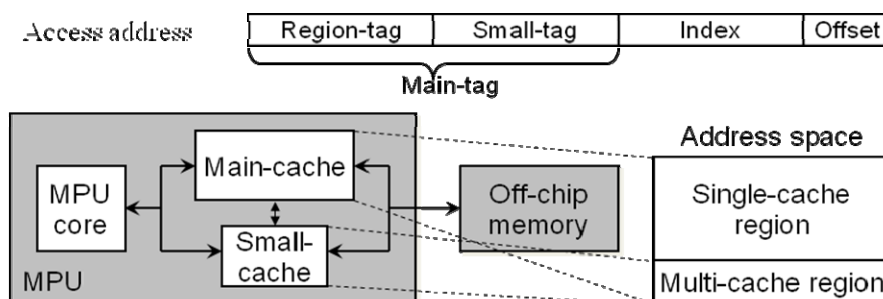 Access address
Region-tag Small-tag Index Offset
Main-tag
Address space
Main-cache
MPU core
Off-chip memory
Single-cache region
Small-cache
MPU
Multi-cache region